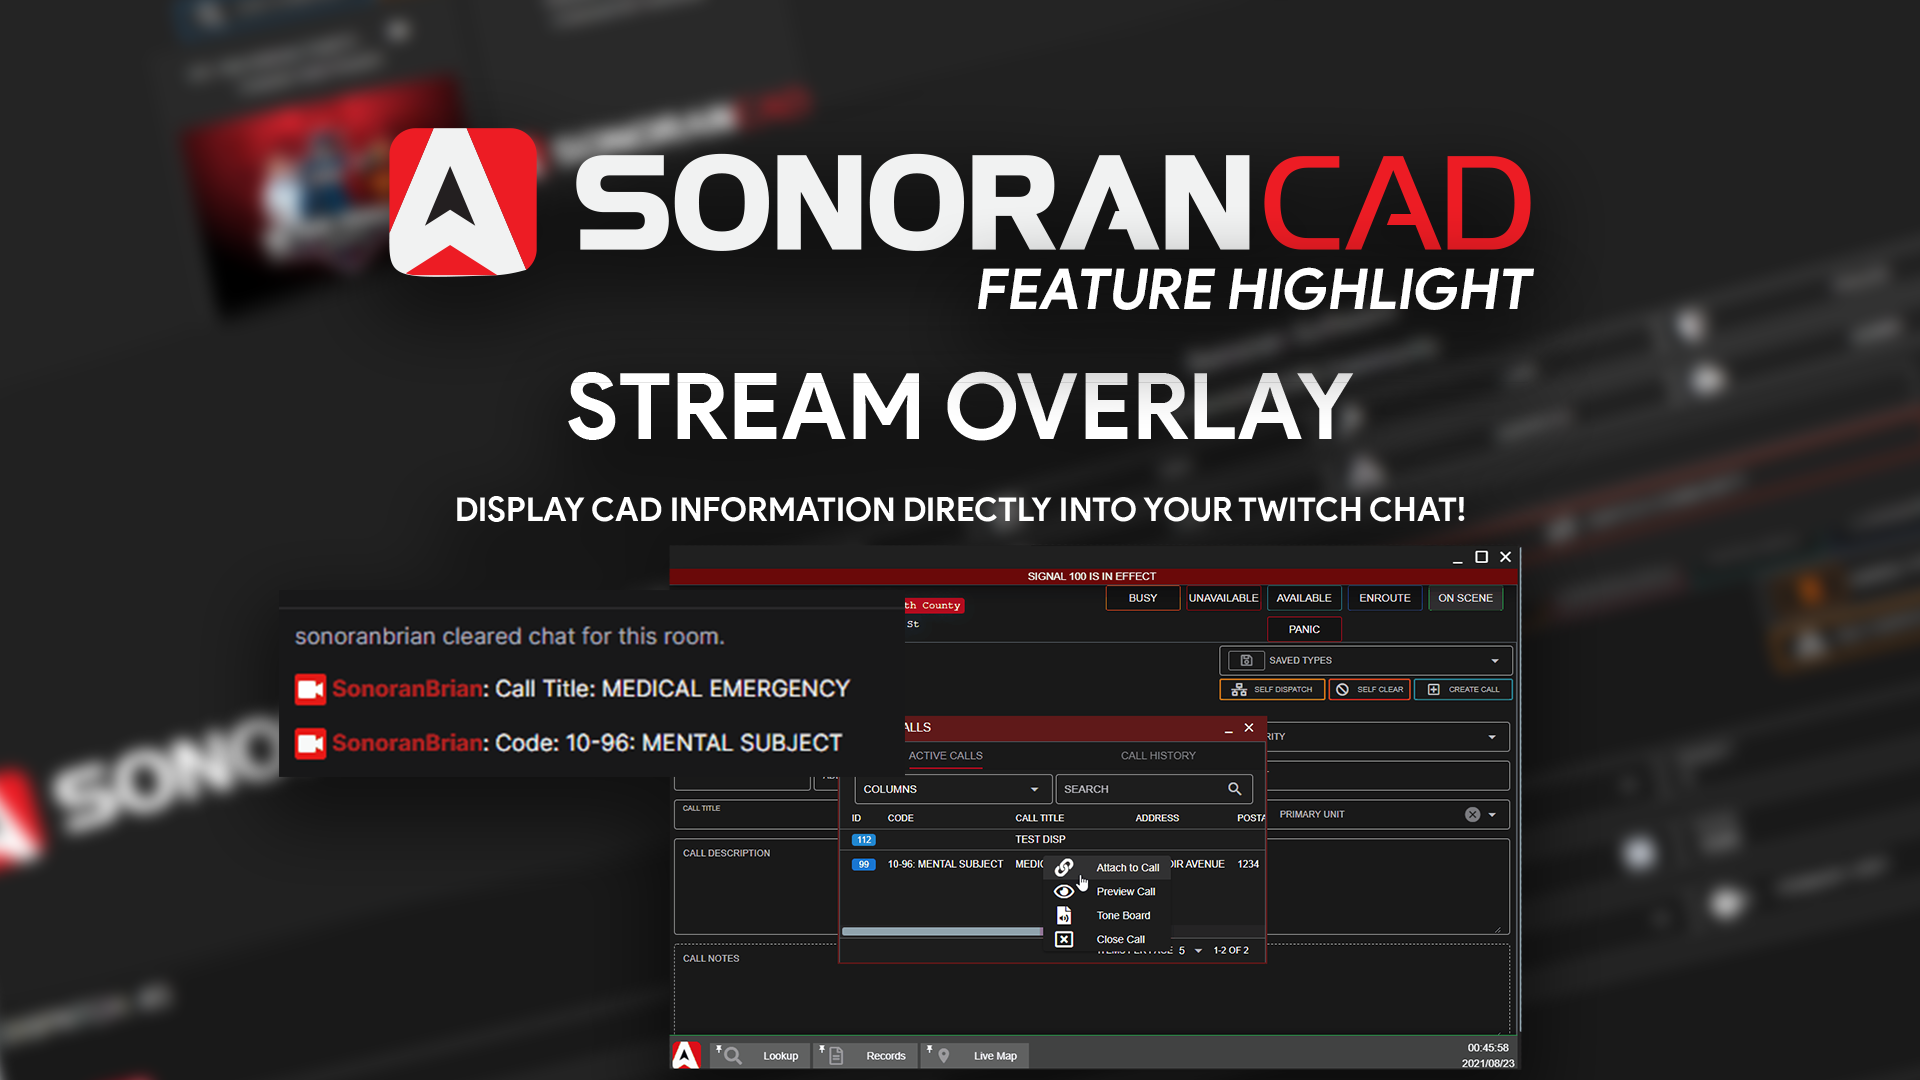 SONORANCAD
FEATURE HIGHLIGHT
STREAM OVERLAY
DISPLAY CAD INFORMATION DIRECTLY INTO YOUR TWITCH CHAT!
sonoranbrian cleared chat for this room.
SonoranBrian: Call Title: MEDICAL EMERGENCY
SonoranBrian: Code: 10-96: MENTAL SUBJECT
SIGNAL 100 IS IN EFFECT
th County
St
BUSY UNAVAILABLE AVAILABLE ENROUTE ON SCENE
PANIC
SAVED TYPES
SELF DISPATCH SELF CLEAR CREATE CALL
ALLS
RITY
ACTIVE CALLS CALL HISTORY
COLUMNS SEARCH
CALL TITLE
PRIMARY UNIT
ID CODE CALL TITLE ADDRESS POSTA
112 TEST DISP
99 10-96: MENTAL SUBJECT MEDIC DIR AVENUE 1234
Attach to Call
Preview Call
Tone Board
Close Call
5 1-2 OF 2
CALL DESCRIPTION
CALL NOTES
Lookup Records Live Map
00:45:58
2021/08/23
SONO